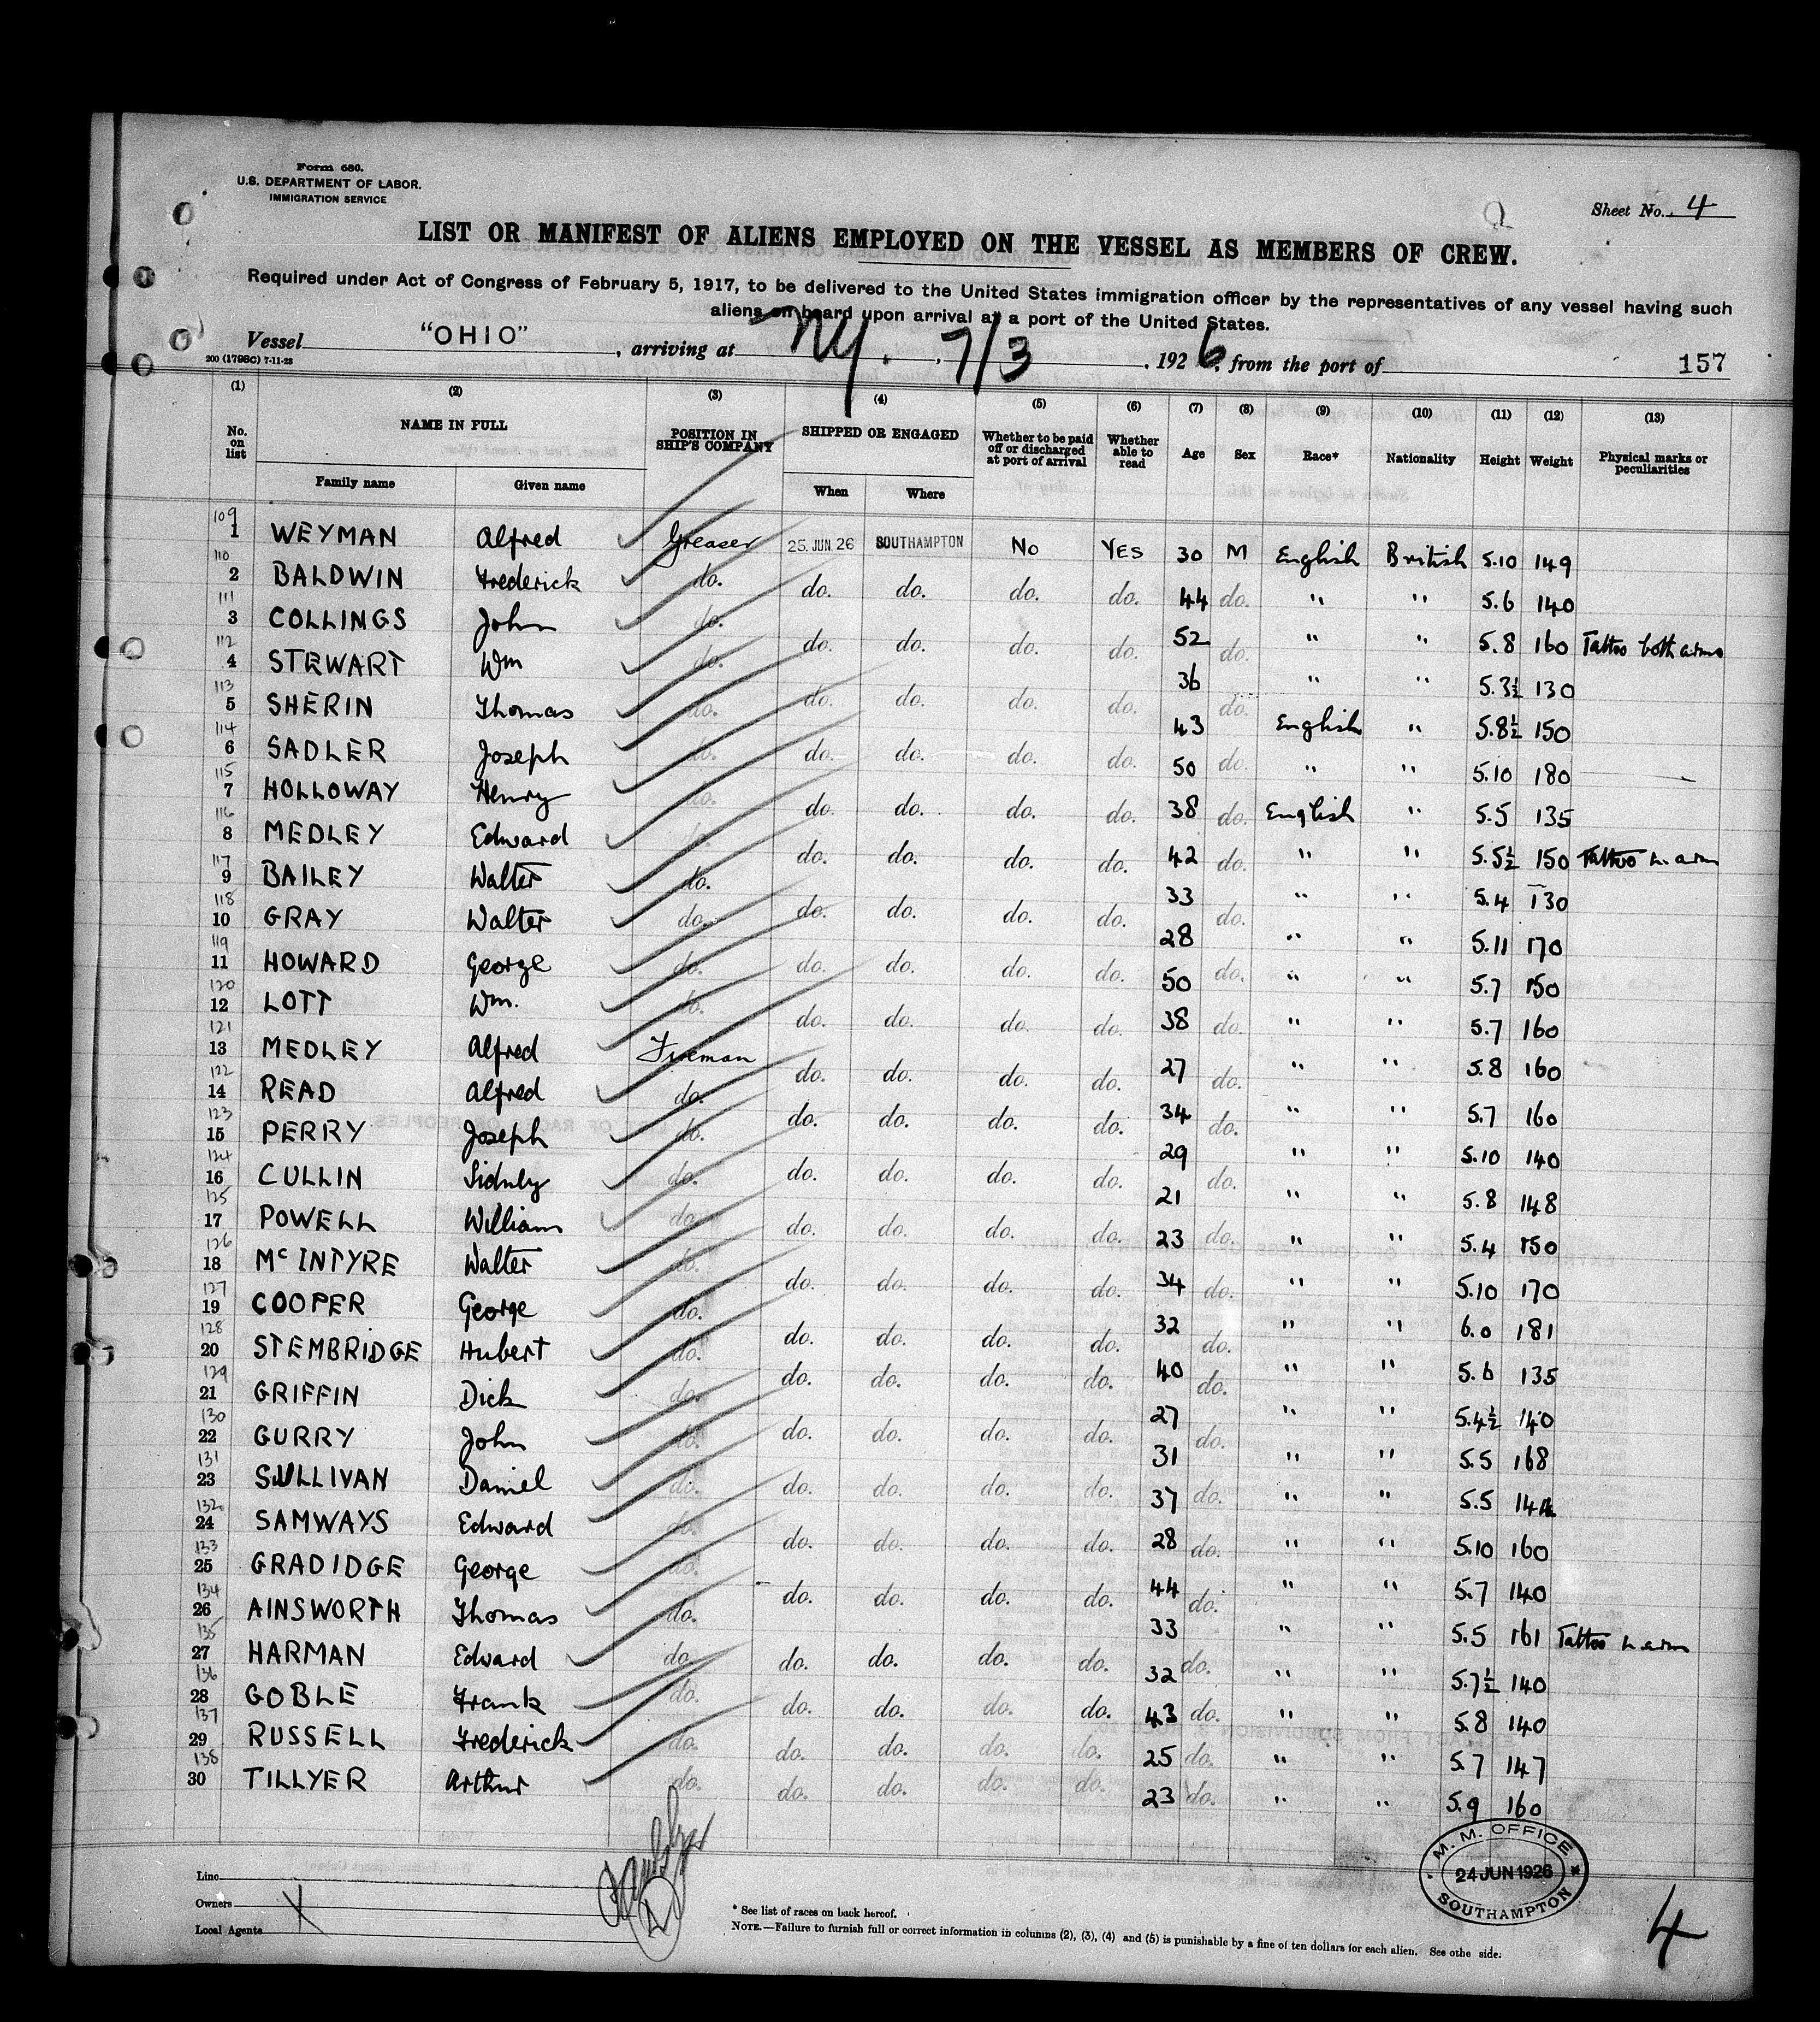 Form 680.
U.S. DEPARTMENT OF LABOR.
IMMIGRATION SERVICE
Sheet No. 4
LIST OR MANIFEST OF ALIENS EMPLOYED ON THE VESSEL AS MEMBERS OF CREW.
Required under Act of Congress of February 5, 1917, to be delivered to the United States immigration officer by the representatives of any vessel having such
aliens on board upon arrival at a port of the United States.
Vessel "OHIO", arriving at NY. 7/3, 1926, from the port of 157
200 (1798C) 7-11-23
(1) (2) (3) (4) (5) (6) (7) (8) (9) (10) (11) (12) (13)
No. on list NAME IN FULL POSITION IN SHIP'S COMPANY SHIPPED OR ENGAGED Whether to be paid off or discharged at port of arrival Whether able to read Age Sex Race* Nationality Height Weight Physical marks or peculiarities
Family name Given name When Where
109 1 WEYMAN Alfred Greaser 25. JUN. 26 SOUTHAMPTON No YES 30 M English British 5.10 149
110 2 BALDWIN Frederick do. do. do. do. do. 44 do. " " 5.6 140
111 3 COLLINGS John do. do. do. do. do. 52 do. " " 5.8 160 Tattoo both arms
112 4 STEWART Wm do. do. do. do. do. 36 do. " " 5.3½ 130
113 5 SHERIN Thomas do. 43 English " 5.8½ 150
114 6 SADLER Joseph do. do. do. do. do. 50 do. " " 5.10 180
115 7 HOLLOWAY Henry do. do. do. do. do. 38 do. English " 5.5 135
116 8 MEDLEY Edward do. do. do. do. do. 42 do. " " 5.5½ 150 Tattoo arm
117 9 BAILEY Walter do. 33 " " 5.4 130
118 10 GRAY Walter do. do. do. do. do. 28 do. " " 5.11 170
119 11 HOWARD George do. do. do. do. do. 50 do. " " 5.7 150
120 12 LOTT Wm. do. do. do. do. do. 38 do. " " 5.7 160
121 13 MEDLEY Alfred Fireman do. do. do. do. 27 do. " " 5.8 160
122 14 READ Alfred do. do. do. do. do. 34 do. " " 5.7 160
123 15 PERRY Joseph do. 29 " " 5.10 140
124 16 CULLIN Sidnly do. do. do. do. do. 21 do. " " 5.8 148
125 17 POWELL William do. do. do. do. do. 23 do. " " 5.4 150
126 18 McINTYRE Walter do. do. do. do. do. 34 do. " " 5.10 170
127 19 COOPER George do. 32 " " 6.0 181
128 20 STEMBRIDGE Hubert do. do. do. do. do. 40 do. " " 5.6 135
129 21 GRIFFIN Dick do. do. do. do. do. 27 do. " " 5.4½ 140
130 22 GURRY John do. do. do. do. do. 31 do. " " 5.5 168
131 23 SULLIVAN Daniel do. do. do. do. do. 37 do. " " 5.5 144
132 24 SAMWAYS Edward do. do. do. do. 28 do. " " 5.10 160
133 25 GRADIDGE George do. do. do. do. do. 44 do. " " 5.7 140
134 26 AINSWORTH Thomas do. 33 " " 5.5 161 Tattoo arm
135 27 HARMAN Edward do. do. do. do. do. 32 do. " " 5.7½ 140
136 28 GOBLE Frank do. do. do. do. do. 43 do. " " 5.8 140
137 29 RUSSELL Frederick do. do. do. do. do. 25 do. " " 5.7 147
138 30 TILLYER Arthur do. do. do. do. do. 23 do. " " 5.9 160
M. M. OFFICE
24 JUN 1926
SOUTHAMPTON
Line
Owners
Local Agents X
* See list of races on back hereof.
NOTE.—Failure to furnish full or correct information in columns (2), (3), (4) and (5) is punishable by a fine of ten dollars for each alien. See othe side.
4